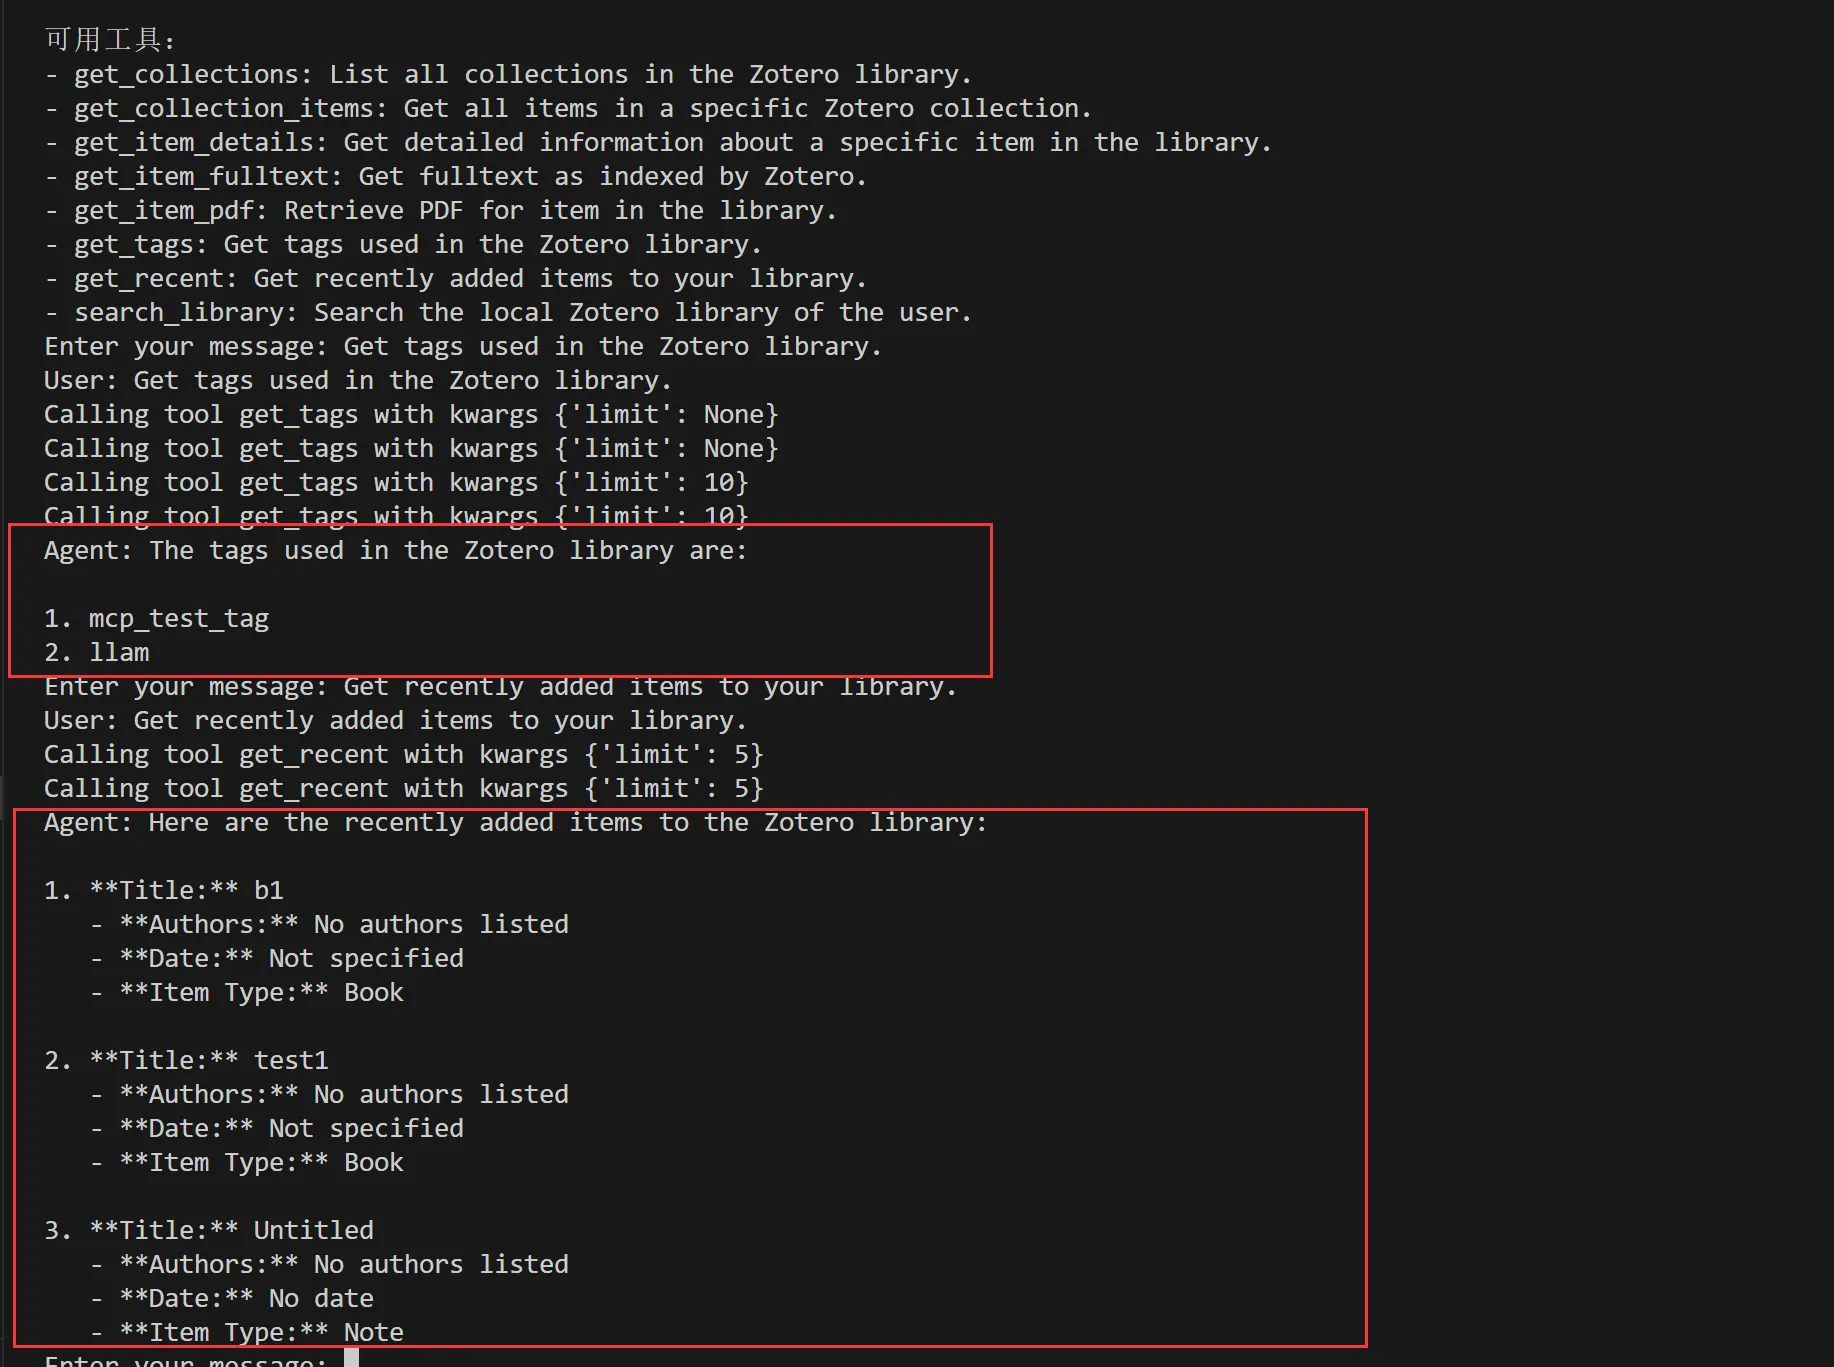 可用工具：
- get_collections: List all collections in the Zotero library.
- get_collection_items: Get all items in a specific Zotero collection.
- get_item_details: Get detailed information about a specific item in the library.
- get_item_fulltext: Get fulltext as indexed by Zotero.
- get_item_pdf: Retrieve PDF for item in the library.
- get_tags: Get tags used in the Zotero library.
- get_recent: Get recently added items to your library.
- search_library: Search the local Zotero library of the user.
Enter your message: Get tags used in the Zotero library.
User: Get tags used in the Zotero library.
Calling tool get_tags with kwargs {'limit': None}
Calling tool get_tags with kwargs {'limit': None}
Calling tool get_tags with kwargs {'limit': 10}
Calling tool get_tags with kwargs {'limit': 10}
Agent: The tags used in the Zotero library are:
1. mcp_test_tag
2. llam
Enter your message: Get recently added items to your library.
User: Get recently added items to your library.
Calling tool get_recent with kwargs {'limit': 5}
Calling tool get_recent with kwargs {'limit': 5}
Agent: Here are the recently added items to the Zotero library:
1. **Title:** b1
- **Authors:** No authors listed
- **Date:** Not specified
- **Item Type:** Book
2. **Title:** test1
- **Authors:** No authors listed
- **Date:** Not specified
- **Item Type:** Book
3. **Title:** Untitled
- **Authors:** No authors listed
- **Date:** No date
- **Item Type:** Note
Enter your message: